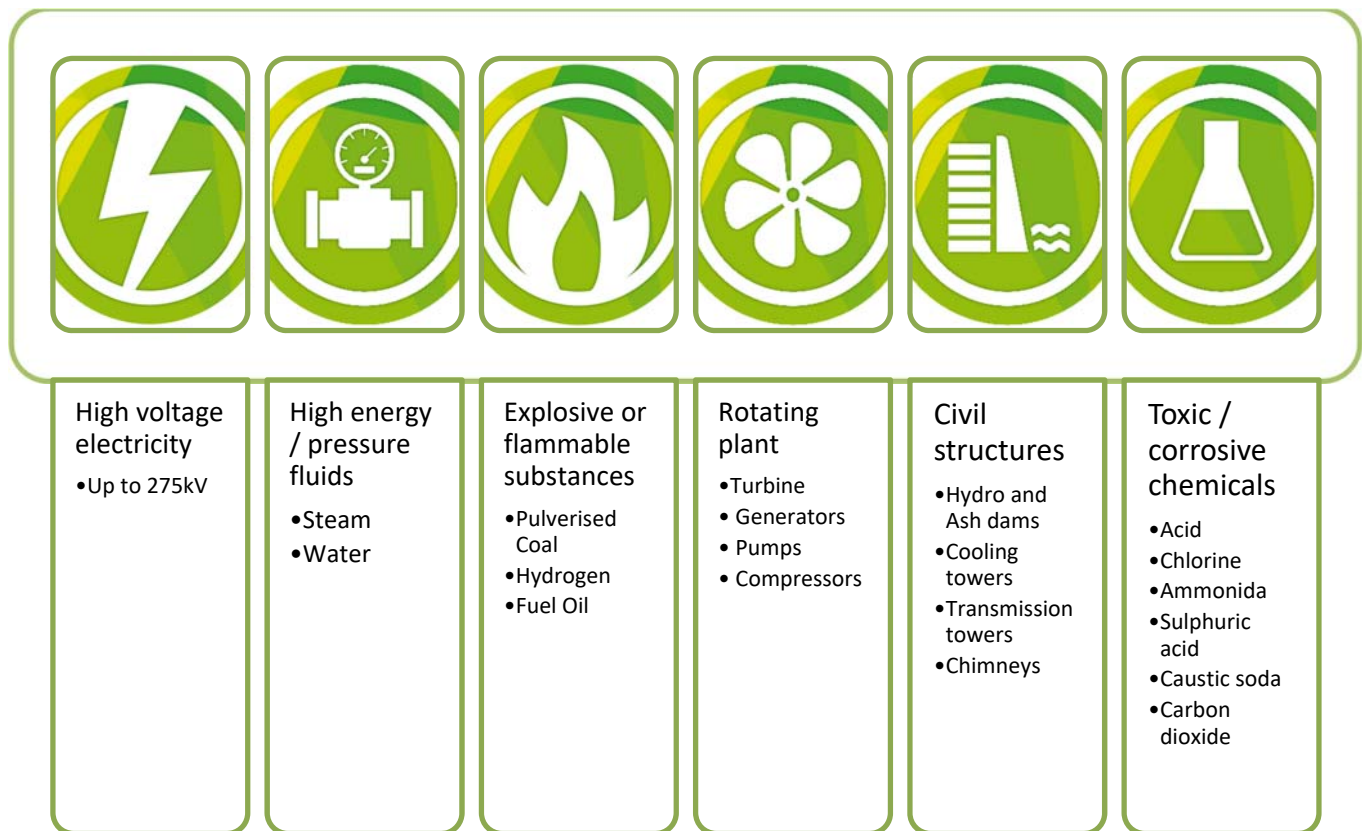 High voltage
electricity
•Up to 275kV
High energy
/ pressure
fluids
•Steam
•Water
Explosive or
flammable
substances
•Pulverised
Coal
•Hydrogen
•Fuel Oil
Rotating
plant
•Turbine
• Generators
• Pumps
• Compressors
Civil
structures
•Hydro and
Ash dams
•Cooling
towers
•Transmission
towers
•Chimneys
Toxic /
corrosive
chemicals
•Acid
•Chlorine
•Ammonida
•Sulphuric
acid
•Caustic soda
•Carbon
dioxide